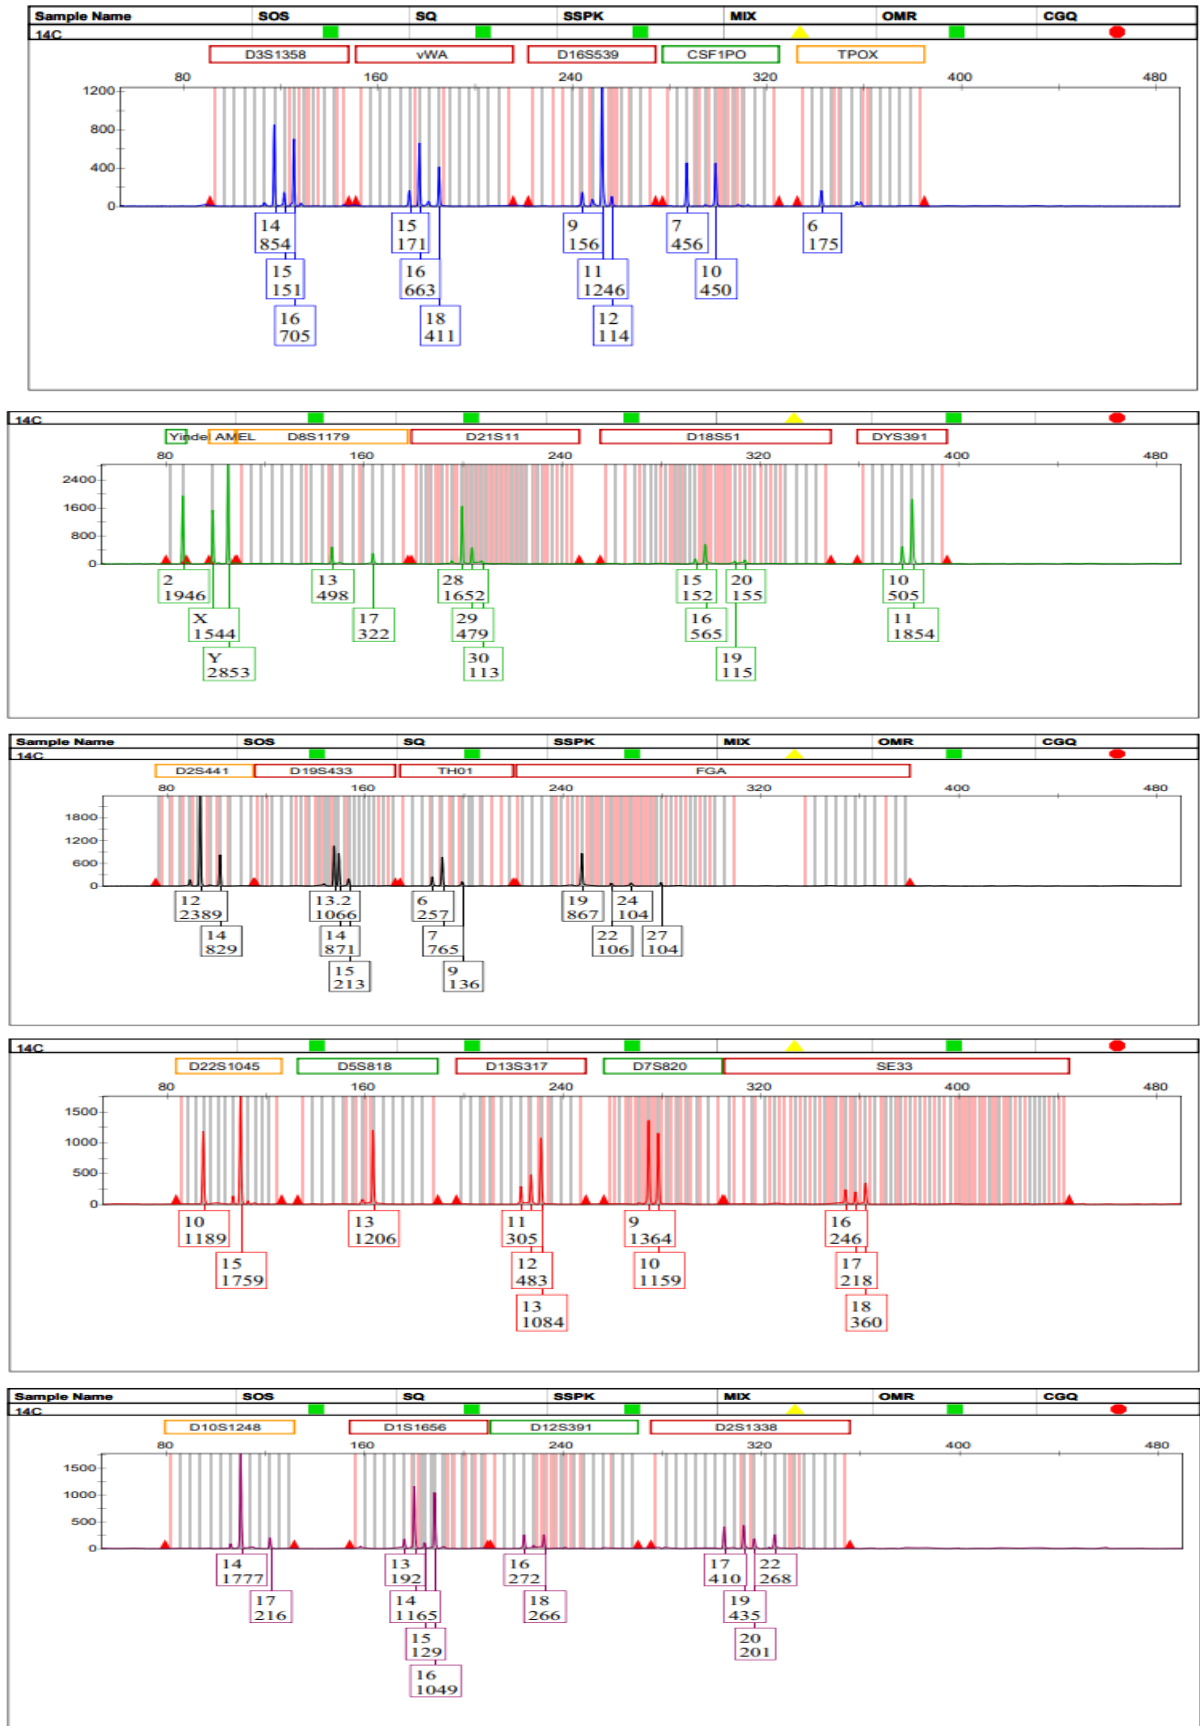 Sample Name SOS SQ SSPK MIX OMR CGQ
14C
D3S1358 vWA D16S539 CSF1PO TPOX
80 160 240 320 400 480
1200
800
400
0
14 15 9 7 6
854 171 156 456 175
15 16 11 10
151 663 1246 450
16 18 12
705 411 114
14C
Yinde AMEL D8S1179 D21S11 D18S51 DYS391
80 160 240 320 400 480
2400
1600
800
0
2 13 28 15 20 10
1946 498 1652 152 155 505
X 17 29 16 11
1544 322 479 565 1854
Y 30 19
2853 113 115
Sample Name SOS SQ SSPK MIX OMR CGQ
14C
D2S441 D19S433 TH01 FGA
80 160 240 320 400 480
1800
1200
600
0
12 13.2 6 19 24
2389 1066 257 867 104
14 14 7 22 27
829 871 765 106 104
15 9
213 136
14C
D22S1045 D5S818 D13S317 D7S820 SE33
80 160 240 320 400 480
1500
1000
500
0
10 13 11 9 16
1189 1206 305 1364 246
15 12 10 17
1759 483 1159 218
13 18
1084 360
Sample Name SOS SQ SSPK MIX OMR CGQ
14C
D10S1248 D1S1656 D12S391 D2S1338
80 160 240 320 400 480
1500
1000
500
0
14 13 16 17 22
1777 192 272 410 268
17 14 18 19
216 1165 266 435
15 20
129 201
16
1049